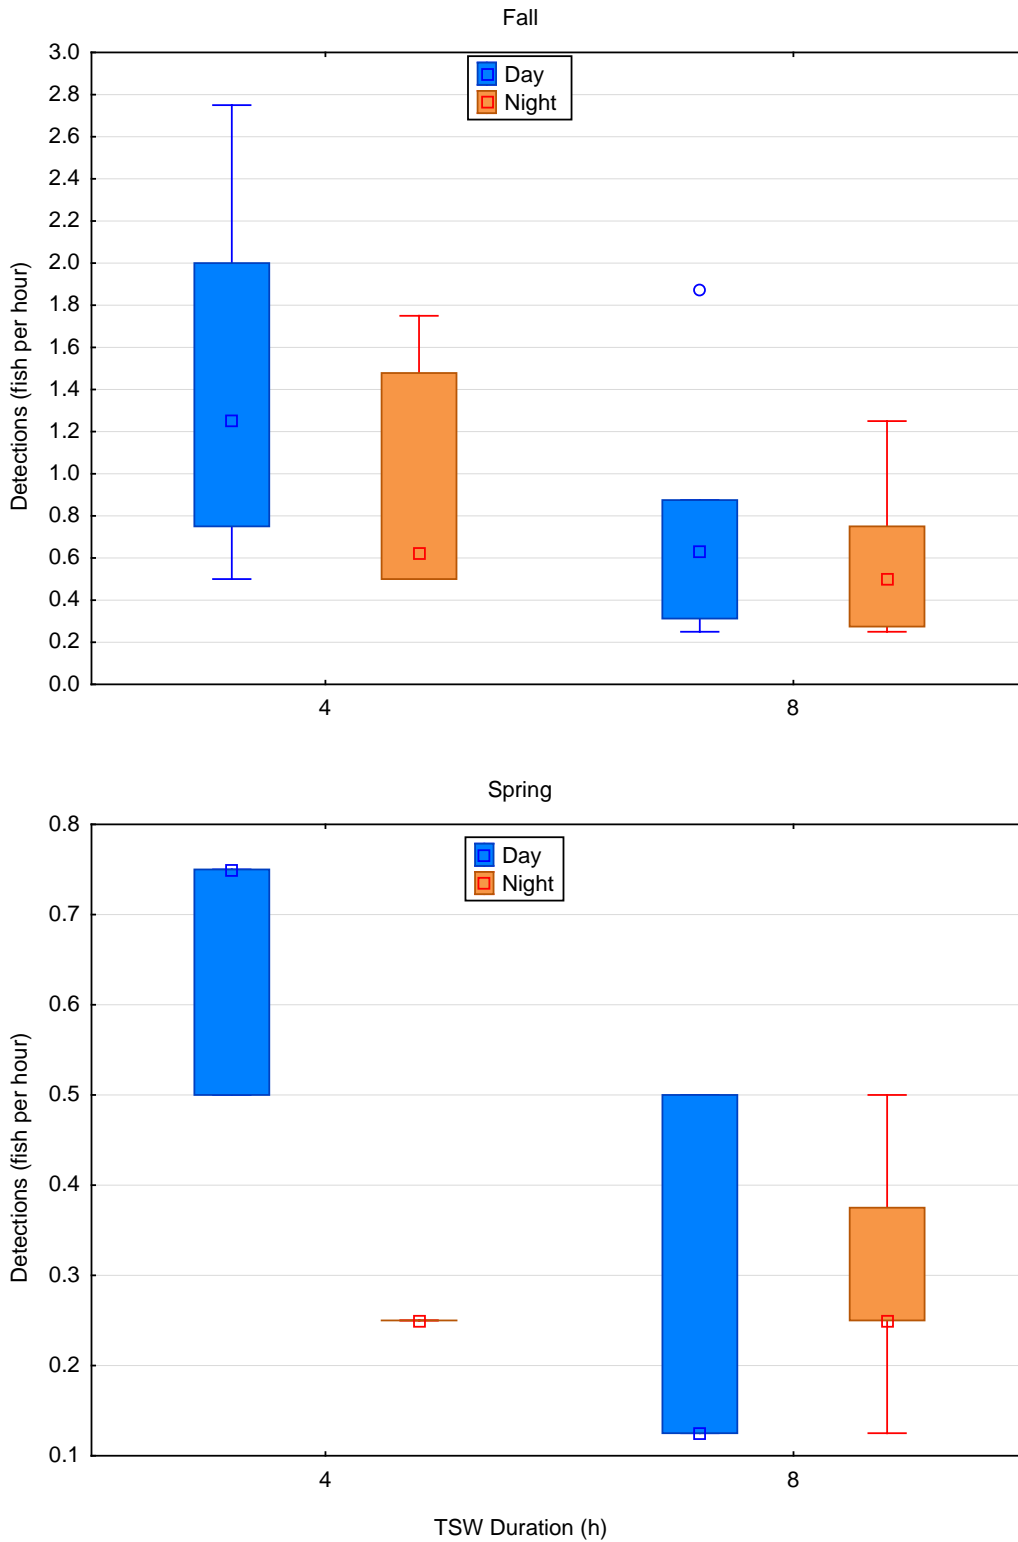 Fall
Day
Night
Detections (fish per hour)
3.0
2.8
2.6
2.4
2.2
2.0
1.8
1.6
1.4
1.2
1.0
0.8
0.6
0.4
0.2
0.0
4 8
Spring
Day
Night
Detections (fish per hour)
0.8
0.7
0.6
0.5
0.4
0.3
0.2
0.1
4 8
TSW Duration (h)